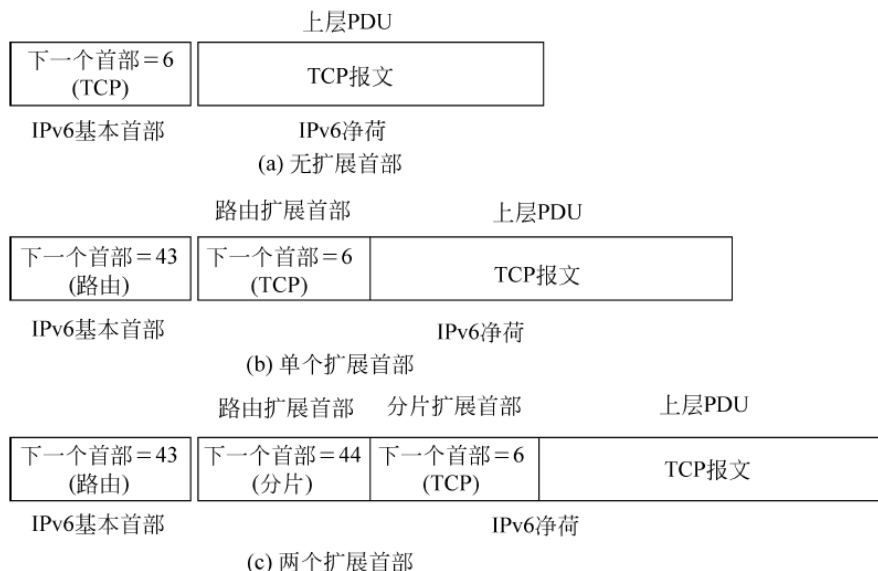 上层PDU
下一个首部=6 TCP报文
(TCP)
IPv6基本首部 IPv6净荷
(a) 无扩展首部
路由扩展首部 上层PDU
下一个首部=43 下一个首部=6 TCP报文
(路由) (TCP)
IPv6基本首部 IPv6净荷
(b) 单个扩展首部
路由扩展首部 分片扩展首部 上层PDU
下一个首部=43 下一个首部=44 下一个首部=6 TCP报文
(路由) (分片) (TCP)
IPv6基本首部 IPv6净荷
(c) 两个扩展首部